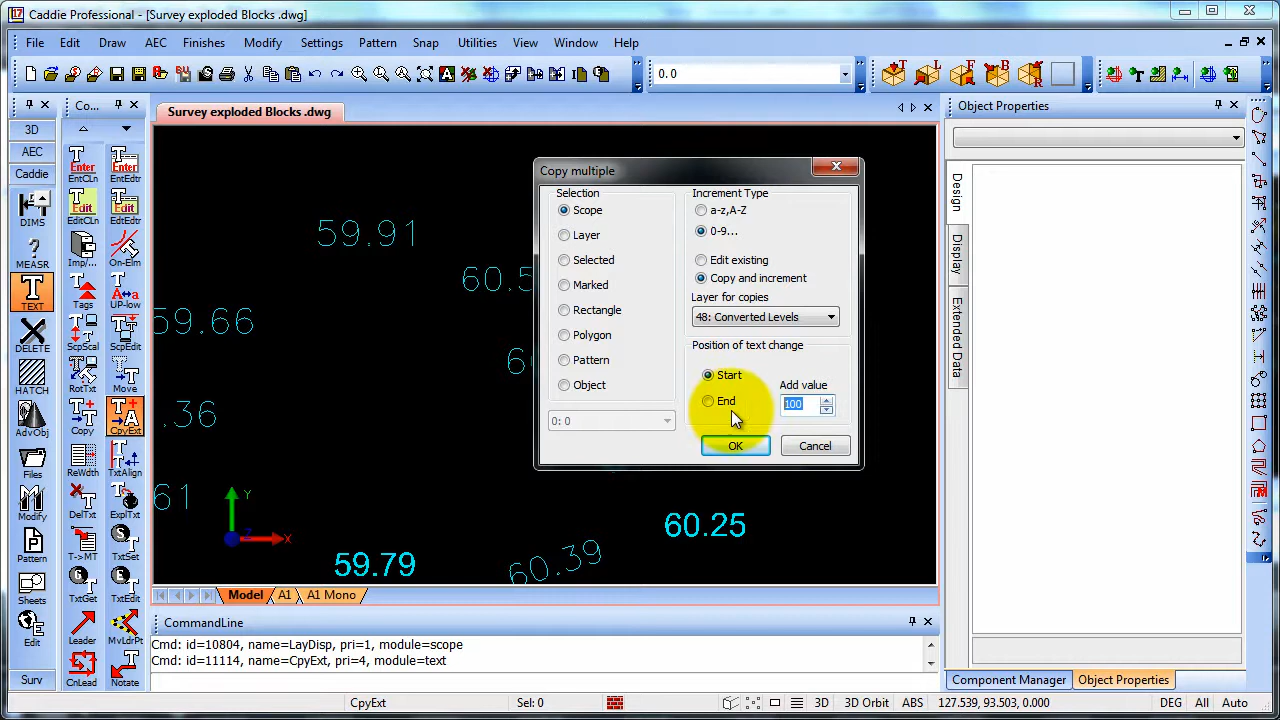 Caddie Professional - [Survey exploded Blocks .dwg]
File Edit Draw AEC Finishes Modify Settings Pattern Snap Utilities View Window Help
0. 0
Co...
Survey exploded Blocks .dwg
Object Properties
3D
AEC
Caddie
DIMS
MEASR
TEXT
DELETE
HATCH
AdvObj
Files
Modify
Pattern
Sheets
Edit
Surv
EntCLn EntEdtr
EditCLn EdtEdtr
Imp/... On-Elm
Tags UP-low
ScpScal ScpEdit
RotTxt Move
Copy CpyExt
ReWdth TxtAlign
DelTxt ExplTxt
T->MT TxtSet
TxtGet TxtEdit
Leader MvLdrPt
CnLead Notate
59.91
60.5
59.66
60
.36
61
60.25
60.39
59.79
Y
Z
X
Copy multiple
Selection
Scope
Layer
Selected
Marked
Rectangle
Polygon
Pattern
Object
0: 0
Increment Type
a-z,A-Z
0-9...
Edit existing
Copy and increment
Layer for copies
48: Converted Levels
Position of text change
Start
End
Add value
100
OK Cancel
Design
Display
Extended Data
Model A1 A1 Mono
CommandLine
Cmd: id=10804, name=LayDisp, pri=1, module=scope
Cmd: id=11114, name=CpyExt, pri=4, module=text
Component Manager Object Properties
CpyExt Sel: 0 3D 3D Orbit ABS 127.539, 93.503, 0.000 DEG All Auto